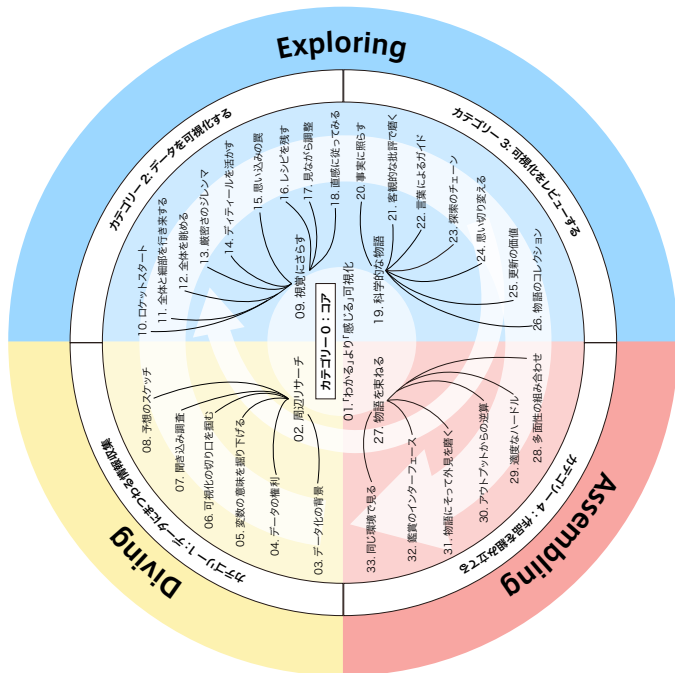 Exploring
カテゴリー 2: データを可視化する
カテゴリー 3: 可視化をレビューする
10. ロケットスタート
11. 全体と細部を行き来する
12. 全体を眺める
13. 厳密さのジレンマ
14. ディティールを活かす
15. 思い込みの罠
16. レシピを残す
17. 見ながら調整
18. 直感に従ってみる
20. 事実に照らす
21. 客観的な批評で磨く
22. 言葉によるガイド
23. 探索のチェーン
24. 思い切り変える
25. 更新の価値
26. 物語のコレクション
09. 視覚にさらす
19. 科学的な物語
カテゴリー 0：コア
01.「わかる」より「感じる」可視化
02. 周辺リサーチ
27. 物語を束ねる
08. 予想のスケッチ
07. 聞き込み調査
06. 可視化の切り口を掴む
05. 変数の意味を掘り下げる
04. データの権利
03. データ化の背景
33. 同じ環境で見る
32. 鑑賞のインターフェース
31. 物語にそって外見を磨く
30. アウトプットからの逆算
29. 適度なハードル
28. 多面性の組み合わせ
カテゴリー 1: データにまつわる情報収集
カテゴリー 4：作品を組み立てる
Diving
Assembling